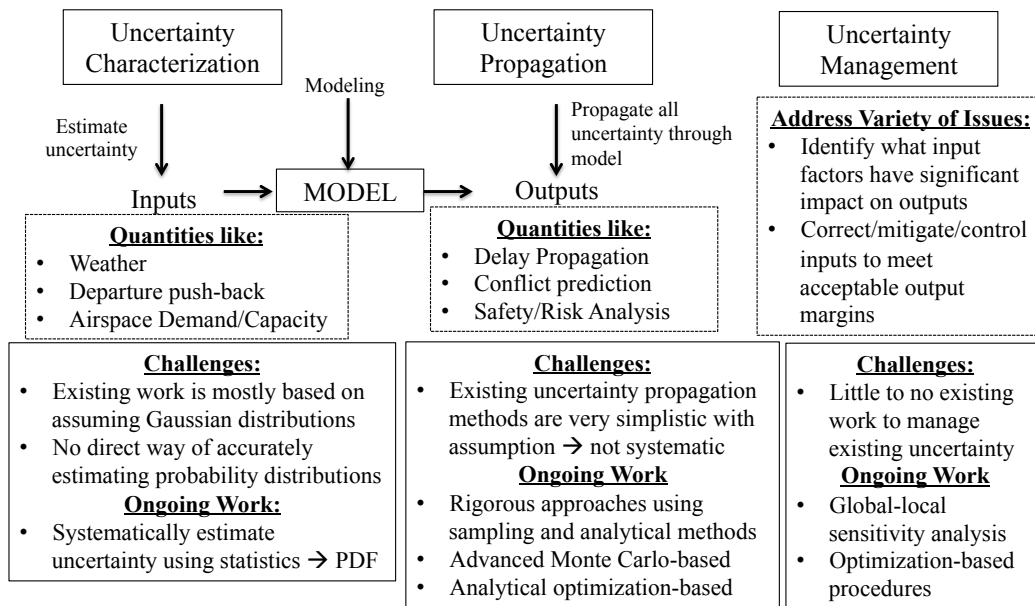 Uncertainty
Characterization
Uncertainty
Propagation
Uncertainty
Management
Modeling
Estimate
uncertainty
Propagate all
uncertainty through
model
Inputs
MODEL
Outputs
Quantities like:
• Weather
• Departure push-back
• Airspace Demand/Capacity
Quantities like:
• Delay Propagation
• Conflict prediction
• Safety/Risk Analysis
Address Variety of Issues:
• Identify what input
factors have significant
impact on outputs
• Correct/mitigate/control
inputs to meet
acceptable output
margins
Challenges:
• Existing work is mostly based on
assuming Gaussian distributions
• No direct way of accurately
estimating probability distributions
Ongoing Work:
• Systematically estimate
uncertainty using statistics → PDF
Challenges:
• Existing uncertainty propagation
methods are very simplistic with
assumption → not systematic
Ongoing Work
• Rigorous approaches using
sampling and analytical methods
• Advanced Monte Carlo-based
• Analytical optimization-based
Challenges:
• Little to no existing
work to manage
existing uncertainty
Ongoing Work
• Global-local
sensitivity analysis
• Optimization-based
procedures